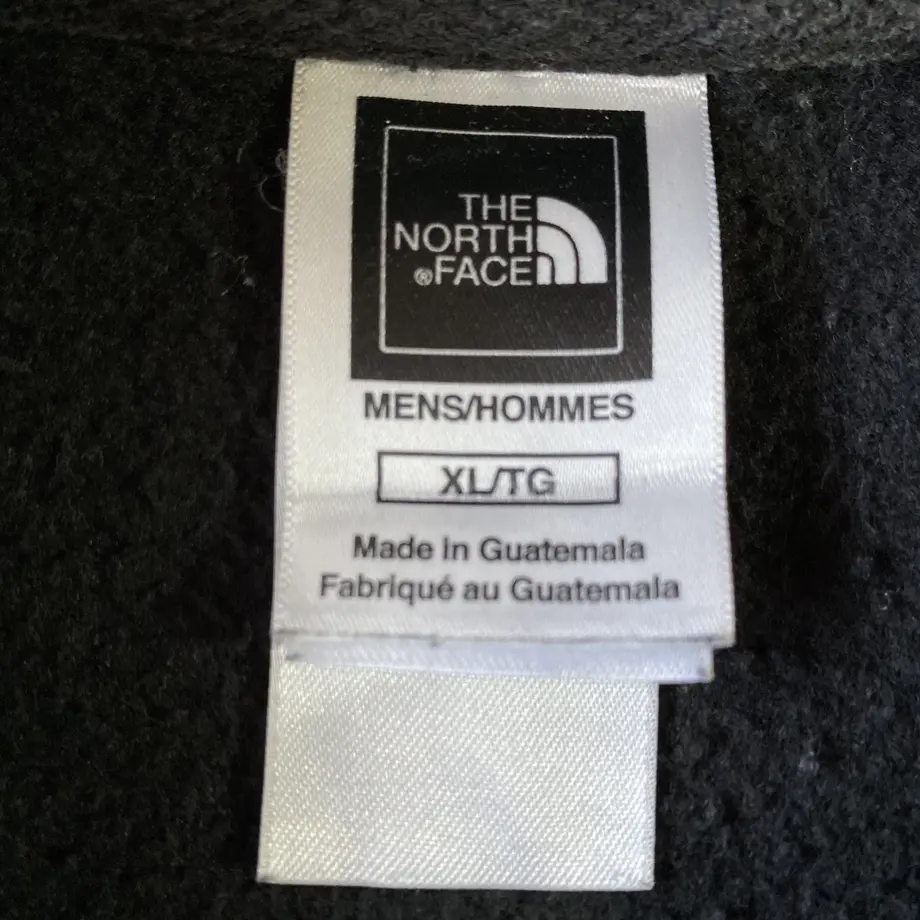 THE
NORTH
®FACE
MENS/HOMMES
XL/TG
Made in Guatemala
Fabriqué au Guatemala